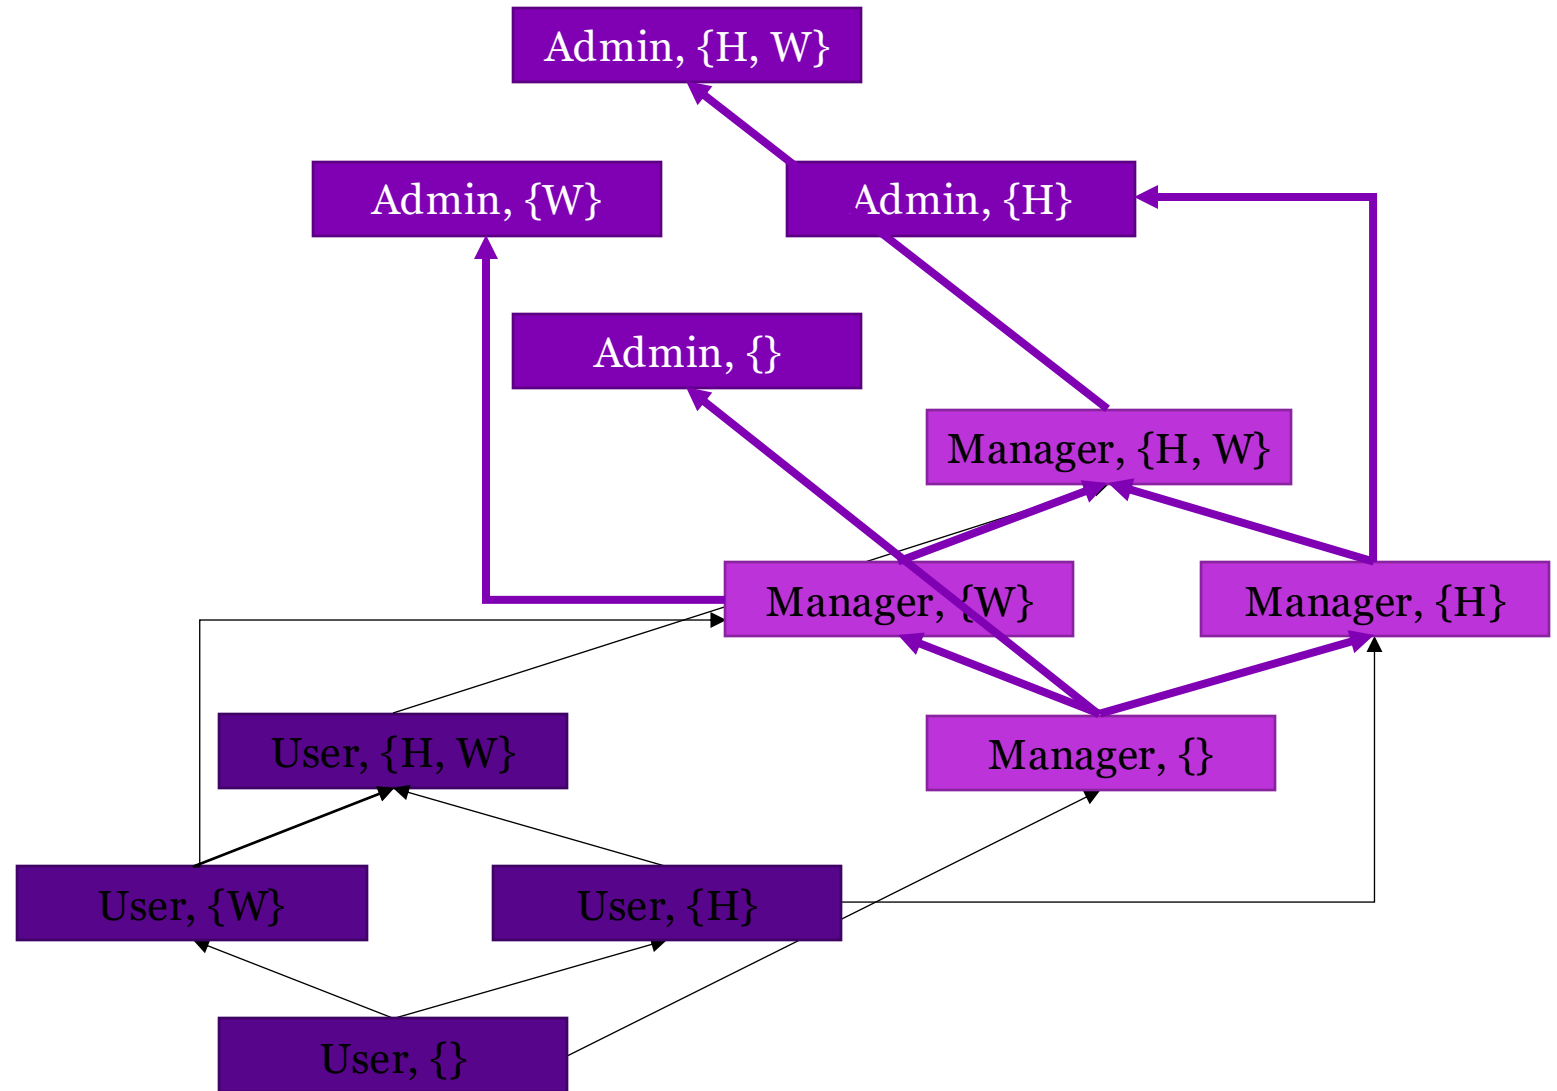 Admin, {H, W}
Admin, {W}
Admin, {H}
Admin, {}
Manager, {H, W}
Manager, {W}
Manager, {H}
User, {H, W}
Manager, {}
User, {W}
User, {H}
User, {}